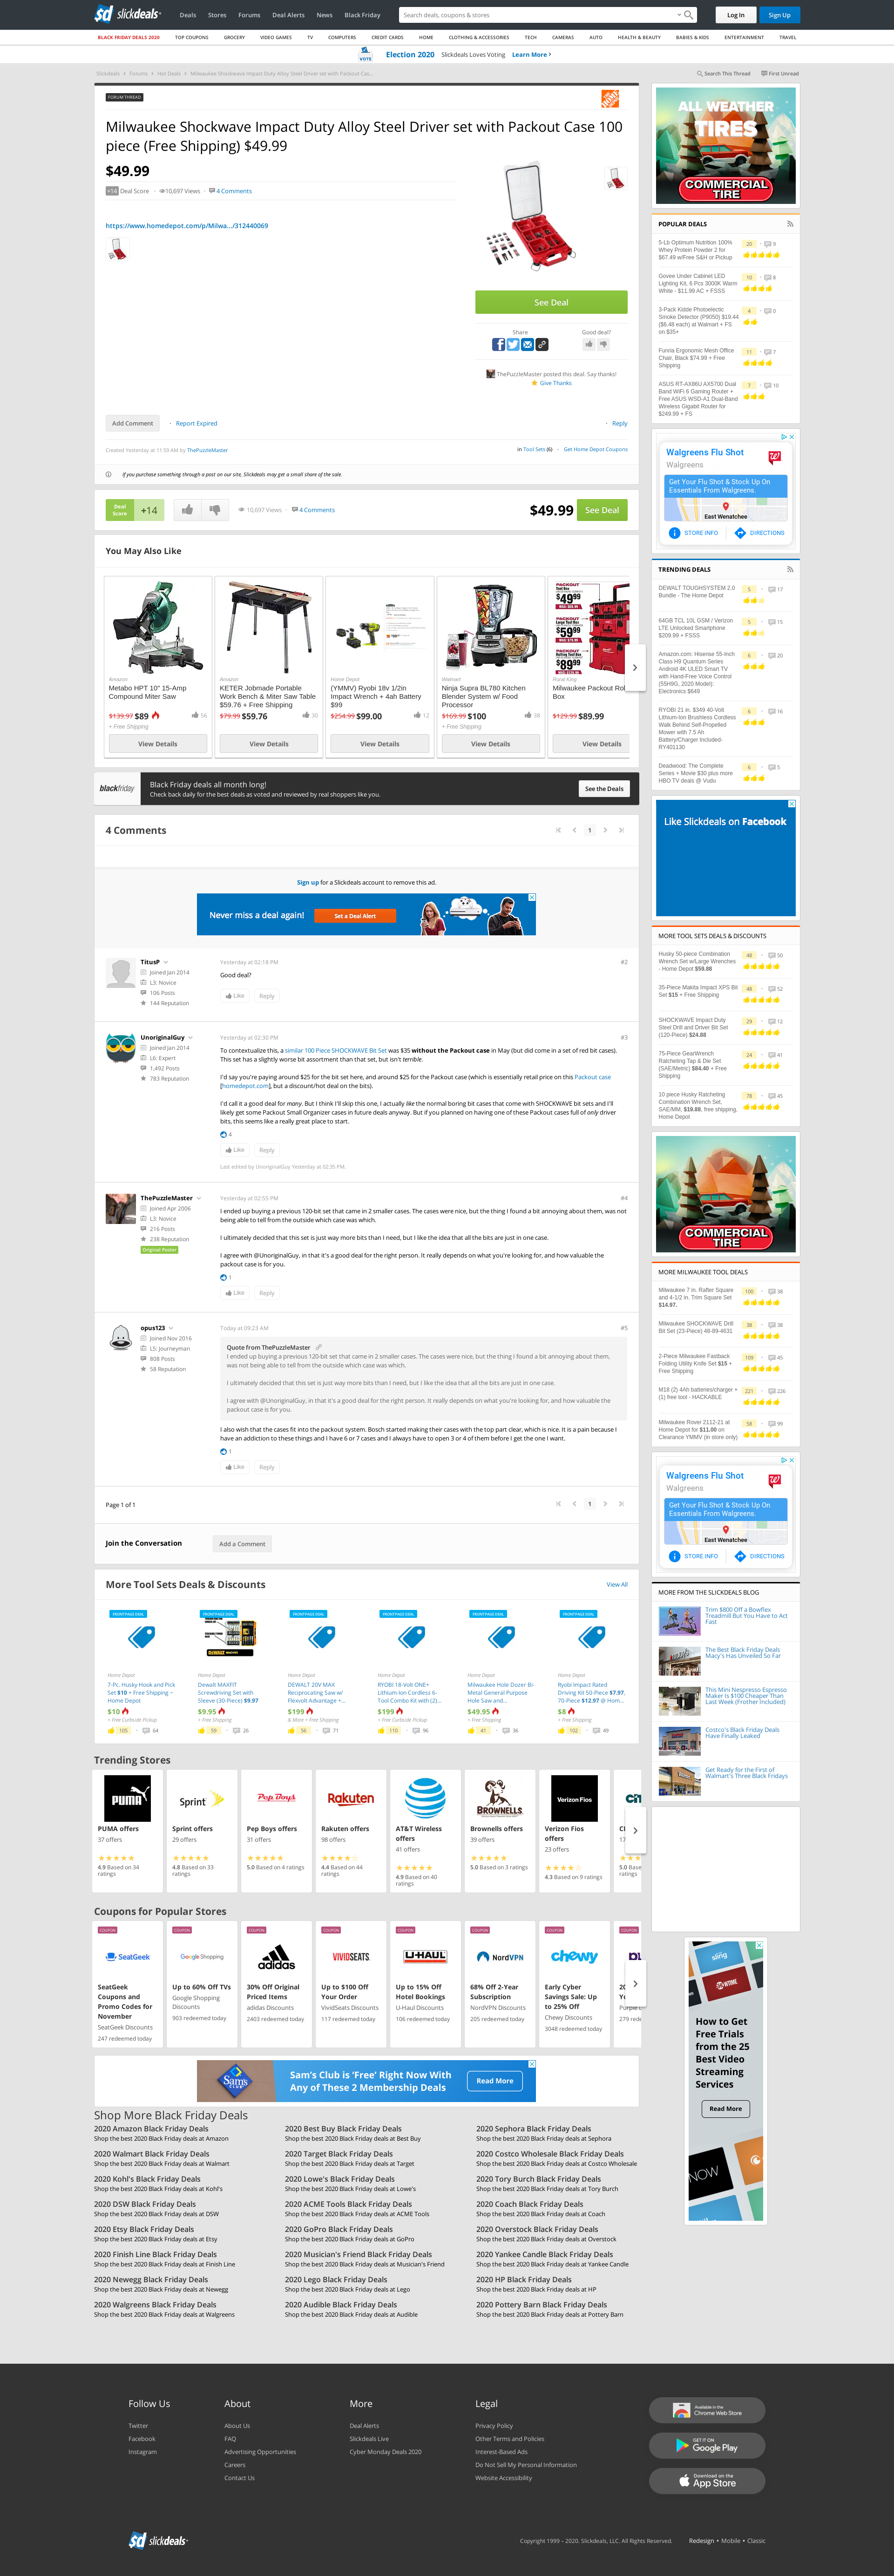 slickdeals
Deals Stores Forums Deal Alerts News Black Friday
Search deals, coupons & stores
Log In
Sign Up
BLACK FRIDAY DEALS 2020 TOP COUPONS GROCERY VIDEO GAMES TV COMPUTERS CREDIT CARDS HOME CLOTHING & ACCESSORIES TECH CAMERAS AUTO HEALTH & BEAUTY BABIES & KIDS ENTERTAINMENT TRAVEL
VOTE Election 2020 Slickdeals Loves Voting Learn More
Slickdeals Forums Hot Deals Milwaukee Shockwave Impact Duty Alloy Steel Driver set with Packout Cas...
Search This Thread First Unread
FORUM THREAD
Milwaukee Shockwave Impact Duty Alloy Steel Driver set with Packout Case 100
piece (Free Shipping) $49.99
$49.99
+14 Deal Score 10,697 Views 4 Comments
https://www.homedepot.com/p/Milwa.../312440069
See Deal
Share Good deal?
ThePuzzleMaster posted this deal. Say thanks!
Give Thanks
Add Comment Report Expired Reply
Created Yesterday at 11:59 AM by ThePuzzleMaster
in Tool Sets (6) Get Home Depot Coupons
If you purchase something through a post on our site, Slickdeals may get a small share of the sale.
Deal Score +14 10,697 Views 4 Comments $49.99 See Deal
You May Also Like
Amazon
Metabo HPT 10" 15-Amp
Compound Miter Saw
$139.97 $89 56
+ Free Shipping
View Details
Amazon
KETER Jobmade Portable
Work Bench & Miter Saw Table
$59.76 + Free Shipping
$79.99 $59.76 30
View Details
Home Depot
(YMMV) Ryobi 18v 1/2in
Impact Wrench + 4ah Battery
$99
$254.99 $99.00 12
View Details
Walmart
Ninja Supra BL780 Kitchen
Blender System w/ Food
Processor
$169.99 $100 38
+ Free Shipping
View Details
Rural King
Milwaukee Packout Rol
Box
$129.99 $89.99
View Details
blackfriday
Black Friday deals all month long!
Check back daily for the best deals as voted and reviewed by real shoppers like you.
See the Deals
4 Comments
1
Sign up for a Slickdeals account to remove this ad.
Never miss a deal again! Set a Deal Alert
TitusP
Joined Jan 2014
L3: Novice
106 Posts
144 Reputation
Yesterday at 02:18 PM #2
Good deal?
Like Reply
UnoriginalGuy
Joined Jan 2014
L6: Expert
1,492 Posts
783 Reputation
Yesterday at 02:30 PM #3
To contextualize this, a similar 100 Piece SHOCKWAVE Bit Set was $35 without the Packout case in May (but did come in a set of red bit cases).
This set has a slightly worse bit assortment than that set, but isn't terrible.
I'd say you're paying around $25 for the bit set here, and around $25 for the Packout case (which is essentially retail price on this Packout case
[homedepot.com], but a discount/hot deal on the bits).
I'd call it a good deal for many. But I think I'll skip this one, I actually like the normal boring bit cases that come with SHOCKWAVE bit sets and I'll
likely get some Packout Small Organizer cases in future deals anyway. But if you planned on having one of these Packout cases full of only driver
bits, this seems like a really great place to start.
4
Like Reply
Last edited by UnoriginalGuy Yesterday at 02:35 PM.
ThePuzzleMaster
Joined Apr 2006
L3: Novice
216 Posts
238 Reputation
Original Poster
Yesterday at 02:55 PM #4
I ended up buying a previous 120-bit set that came in 2 smaller cases. The cases were nice, but the thing I found a bit annoying about them, was not
being able to tell from the outside which case was which.
I ultimately decided that this set is just way more bits than I need, but I like the idea that all the bits are just in one case.
I agree with @UnoriginalGuy, in that it's a good deal for the right person. It really depends on what you're looking for, and how valuable the
packout case is for you.
1
Like Reply
opus123
Joined Nov 2016
L5: Journeyman
808 Posts
58 Reputation
Today at 09:23 AM #5
Quote from ThePuzzleMaster
I ended up buying a previous 120-bit set that came in 2 smaller cases. The cases were nice, but the thing I found a bit annoying about them,
was not being able to tell from the outside which case was which.
I ultimately decided that this set is just way more bits than I need, but I like the idea that all the bits are just in one case.
I agree with @UnoriginalGuy, in that it's a good deal for the right person. It really depends on what you're looking for, and how valuable the
packout case is for you.
I also wish that the cases fit into the packout system. Bosch started making their cases with the top part clear, which is nice. It is a pain because I
have an addiction to these things and I have 6 or 7 cases and I always have to open 3 or 4 of them before I get the one I want.
1
Like Reply
Page 1 of 1 1
Join the Conversation Add a Comment
More Tool Sets Deals & Discounts View All
FRONTPAGE DEAL
Home Depot
7-Pc. Husky Hook and Pick
Set $10 + Free Shipping ~
Home Depot
$10
+ Free Curbside Pickup
105 64
FRONTPAGE DEAL
Home Depot
Dewalt MAXFIT
Screwdriving Set with
Sleeve (30-Piece) $9.97
$9.95
+ Free Shipping
59 26
FRONTPAGE DEAL
Home Depot
DEWALT 20V MAX
Reciprocating Saw w/
Flexvolt Advantage +...
$199
& More + Free Shipping
56 71
FRONTPAGE DEAL
Home Depot
RYOBI 18-Volt ONE+
Lithium-Ion Cordless 6-
Tool Combo Kit with (2)...
$199
+ Free Curbside Pickup
110 96
FRONTPAGE DEAL
Home Depot
Milwaukee Hole Dozer Bi-
Metal General Purpose
Hole Saw and...
$49.95
+ Free Shipping
41 36
FRONTPAGE DEAL
Home Depot
Ryobi Impact Rated
Driving Kit 50-Piece $7.97,
70-Piece $12.97 @ Hom...
$8
+ Free Shipping
102 49
Trending Stores
PUMA
PUMA offers
37 offers
4.9 Based on 34
ratings
Sprint
Sprint offers
29 offers
4.8 Based on 33
ratings
Pep Boys
Pep Boys offers
31 offers
5.0 Based on 4 ratings
Rakuten
Rakuten offers
98 offers
4.4 Based on 44
ratings
AT&T Wireless
offers
41 offers
4.9 Based on 40
ratings
BROWNELLS
Brownells offers
39 offers
5.0 Based on 3 ratings
Verizon Fios
Verizon Fios
offers
23 offers
4.3 Based on 9 ratings
Coupons for Popular Stores
COUPON
SeatGeek
SeatGeek
Coupons and
Promo Codes for
November
SeatGeek Discounts
247 redeemed today
COUPON
Google Shopping
Up to 60% Off TVs
Google Shopping
Discounts
903 redeemed today
COUPON
adidas
30% Off Original
Priced Items
adidas Discounts
2403 redeemed today
COUPON
VIVIDSEATS
Up to $100 Off
Your Order
VividSeats Discounts
117 redeemed today
COUPON
U-HAUL
Up to 15% Off
Hotel Bookings
U-Haul Discounts
106 redeemed today
COUPON
NordVPN
68% Off 2-Year
Subscription
NordVPN Discounts
205 redeemed today
COUPON
chewy
Early Cyber
Savings Sale: Up
to 25% Off
Chewy Discounts
3048 redeemed today
COUPON
Sam's CLUB
Sam's Club is 'Free' Right Now With
Any of These 2 Membership Deals
Read More
Shop More Black Friday Deals
2020 Amazon Black Friday Deals
Shop the best 2020 Black Friday deals at Amazon
2020 Best Buy Black Friday Deals
Shop the best 2020 Black Friday deals at Best Buy
2020 Sephora Black Friday Deals
Shop the best 2020 Black Friday deals at Sephora
2020 Walmart Black Friday Deals
Shop the best 2020 Black Friday deals at Walmart
2020 Target Black Friday Deals
Shop the best 2020 Black Friday deals at Target
2020 Costco Wholesale Black Friday Deals
Shop the best 2020 Black Friday deals at Costco Wholesale
2020 Kohl's Black Friday Deals
Shop the best 2020 Black Friday deals at Kohl's
2020 Lowe's Black Friday Deals
Shop the best 2020 Black Friday deals at Lowe's
2020 Tory Burch Black Friday Deals
Shop the best 2020 Black Friday deals at Tory Burch
2020 DSW Black Friday Deals
Shop the best 2020 Black Friday deals at DSW
2020 ACME Tools Black Friday Deals
Shop the best 2020 Black Friday deals at ACME Tools
2020 Coach Black Friday Deals
Shop the best 2020 Black Friday deals at Coach
2020 Etsy Black Friday Deals
Shop the best 2020 Black Friday deals at Etsy
2020 GoPro Black Friday Deals
Shop the best 2020 Black Friday deals at GoPro
2020 Overstock Black Friday Deals
Shop the best 2020 Black Friday deals at Overstock
2020 Finish Line Black Friday Deals
Shop the best 2020 Black Friday deals at Finish Line
2020 Musician's Friend Black Friday Deals
Shop the best 2020 Black Friday deals at Musician's Friend
2020 Yankee Candle Black Friday Deals
Shop the best 2020 Black Friday deals at Yankee Candle
2020 Newegg Black Friday Deals
Shop the best 2020 Black Friday deals at Newegg
2020 Lego Black Friday Deals
Shop the best 2020 Black Friday deals at Lego
2020 HP Black Friday Deals
Shop the best 2020 Black Friday deals at HP
2020 Walgreens Black Friday Deals
Shop the best 2020 Black Friday deals at Walgreens
2020 Audible Black Friday Deals
Shop the best 2020 Black Friday deals at Audible
2020 Pottery Barn Black Friday Deals
Shop the best 2020 Black Friday deals at Pottery Barn
ALL WEATHER
TIRES
COMMERCIAL
TIRE
POPULAR DEALS
5-Lb Optimum Nutrition 100%
Whey Protein Powder 2 for
$67.49 w/Free S&H or Pickup
20 9
Govee Under Cabinet LED
Lighting Kit, 6 Pcs 3000K Warm
White - $11.99 AC + FSSS
10 8
3-Pack Kidde Photoelectic
Smoke Detector (P9050) $19.44
($6.48 each) at Walmart + FS
on $35+
4 0
Furinna Ergonomic Mesh Office
Chair, Black $74.99 + Free
Shipping
11 7
ASUS RT-AX86U AX5700 Dual
Band WiFi 6 Gaming Router +
Free ASUS WSD-A1 Dual-Band
Wireless Gigabit Router for
$249.99 + FS
7 10
Walgreens Flu Shot
Walgreens
Get Your Flu Shot & Stock Up On
Essentials From Walgreens.
East Wenatchee
STORE INFO DIRECTIONS
TRENDING DEALS
DEWALT TOUGHSYSTEM 2.0
Bundle - The Home Depot
5 17
64GB TCL 10L GSM / Verizon
LTE Unlocked Smartphone
$209.99 + FSSS
5 15
Amazon.com: Hisense 55-Inch
Class H9 Quantum Series
Android 4K ULED Smart TV
with Hand-Free Voice Control
(55H9G, 2020 Model):
Electronics $649
6 20
RYOBI 21 in. $349 40-Volt
Lithium-Ion Brushless Cordless
Walk Behind Self-Propelled
Mower with 7.5 Ah
Battery/Charger Included-
RY401130
6 16
Deadwood: The Complete
Series + Movie $30 plus more
HBO TV deals @ Vudu
6 5
Like Slickdeals on Facebook
MORE TOOL SETS DEALS & DISCOUNTS
Husky 50-piece Combination
Wrench Set w/Large Wrenches
- Home Depot $59.88
48 50
35-Piece Makita Impact XPS Bit
Set $15 + Free Shipping
48 52
SHOCKWAVE Impact Duty
Steel Drill and Driver Bit Set
(120-Piece) $24.88
29 12
75-Piece GearWrench
Ratcheting Tap & Die Set
(SAE/Metric) $84.40 + Free
Shipping
24 41
10 piece Husky Ratcheting
Combination Wrench Set,
SAE/MM, $19.88, free shipping,
Home Depot
78 45
COMMERCIAL
TIRE
MORE MILWAUKEE TOOL DEALS
Milwaukee 7 in. Rafter Square
and 4-1/2 in. Trim Square Set
$14.97.
100 38
Milwaukee SHOCKWAVE Drill
Bit Set (23-Piece) 48-89-4631
38 38
2-Piece Milwaukee Fastback
Folding Utility Knife Set $15 +
Free Shipping
109 45
M18 (2) 4Ah batteries/charger +
(1) free tool - HACKABLE
221 226
Milwaukee Rover 2112-21 at
Home Depot for $11.00 on
Clearance YMMV (in store only)
58 99
Walgreens Flu Shot
Walgreens
Get Your Flu Shot & Stock Up On
Essentials From Walgreens.
East Wenatchee
STORE INFO DIRECTIONS
MORE FROM THE SLICKDEALS BLOG
Trim $800 Off a Bowflex
Treadmill But You Have to Act
Fast
The Best Black Friday Deals
Macy's Has Unveiled So Far
This Mini Nespresso Espresso
Maker Is $100 Cheaper Than
Last Week (Frother Included)
Costco's Black Friday Deals
Have Finally Leaked
Get Ready for the First of
Walmart's Three Black Fridays
sling
SHOWTIME
How to Get
Free Trials
from the 25
Best Video
Streaming
Services
Read More
NOW
Follow Us
Twitter
Facebook
Instagram
About
About Us
FAQ
Advertising Opportunities
Careers
Contact Us
More
Deal Alerts
Slickdeals Live
Cyber Monday Deals 2020
Legal
Privacy Policy
Other Terms and Policies
Interest-Based Ads
Do Not Sell My Personal Information
Website Accessibility
Available in the
Chrome Web Store
GET IT ON
Google Play
Download on the
App Store
slickdeals
Copyright 1999 - 2020. Slickdeals, LLC. All Rights Reserved. Redesign • Mobile • Classic